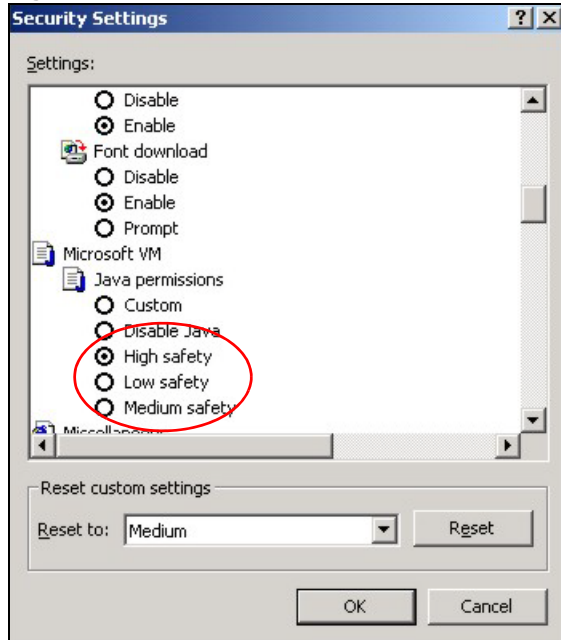 Security Settings
Settings:
Disable
Enable
Font download
Disable
Enable
Prompt
Microsoft VM
Java permissions
Custom
Disable Java
High safety
Low safety
Medium safety
Miscellaneous
Reset custom settings
Reset to: Medium Reset
OK Cancel